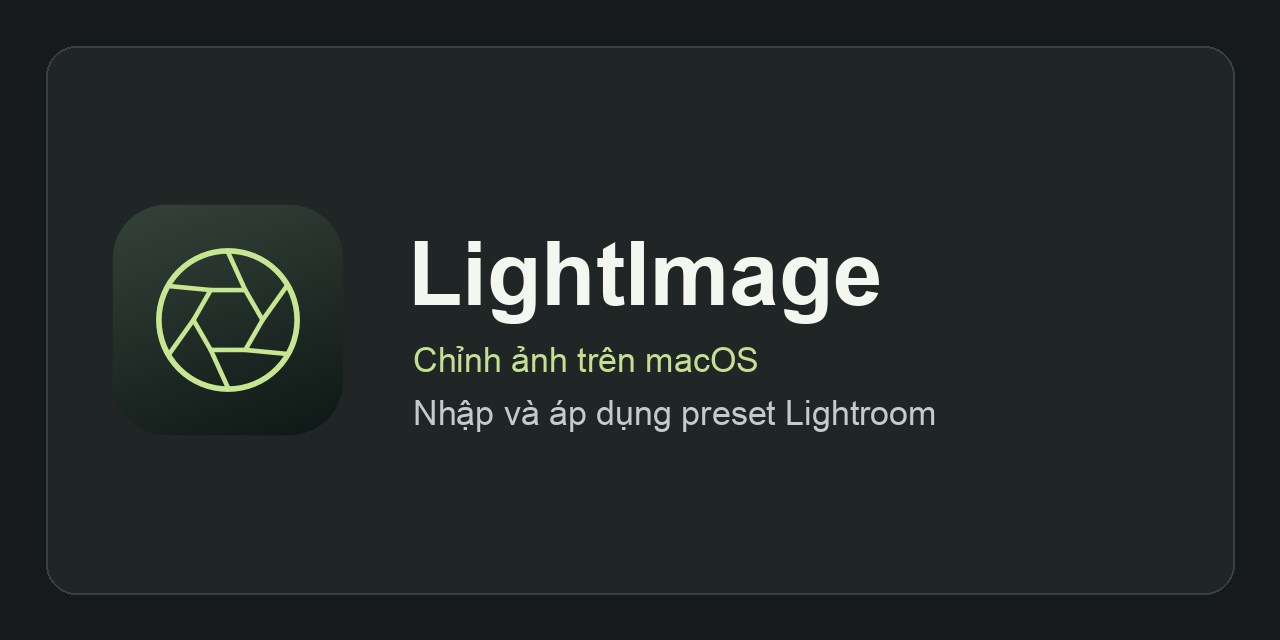 LightImage
Chỉnh ảnh trên macOS
Nhập và áp dụng preset Lightroom